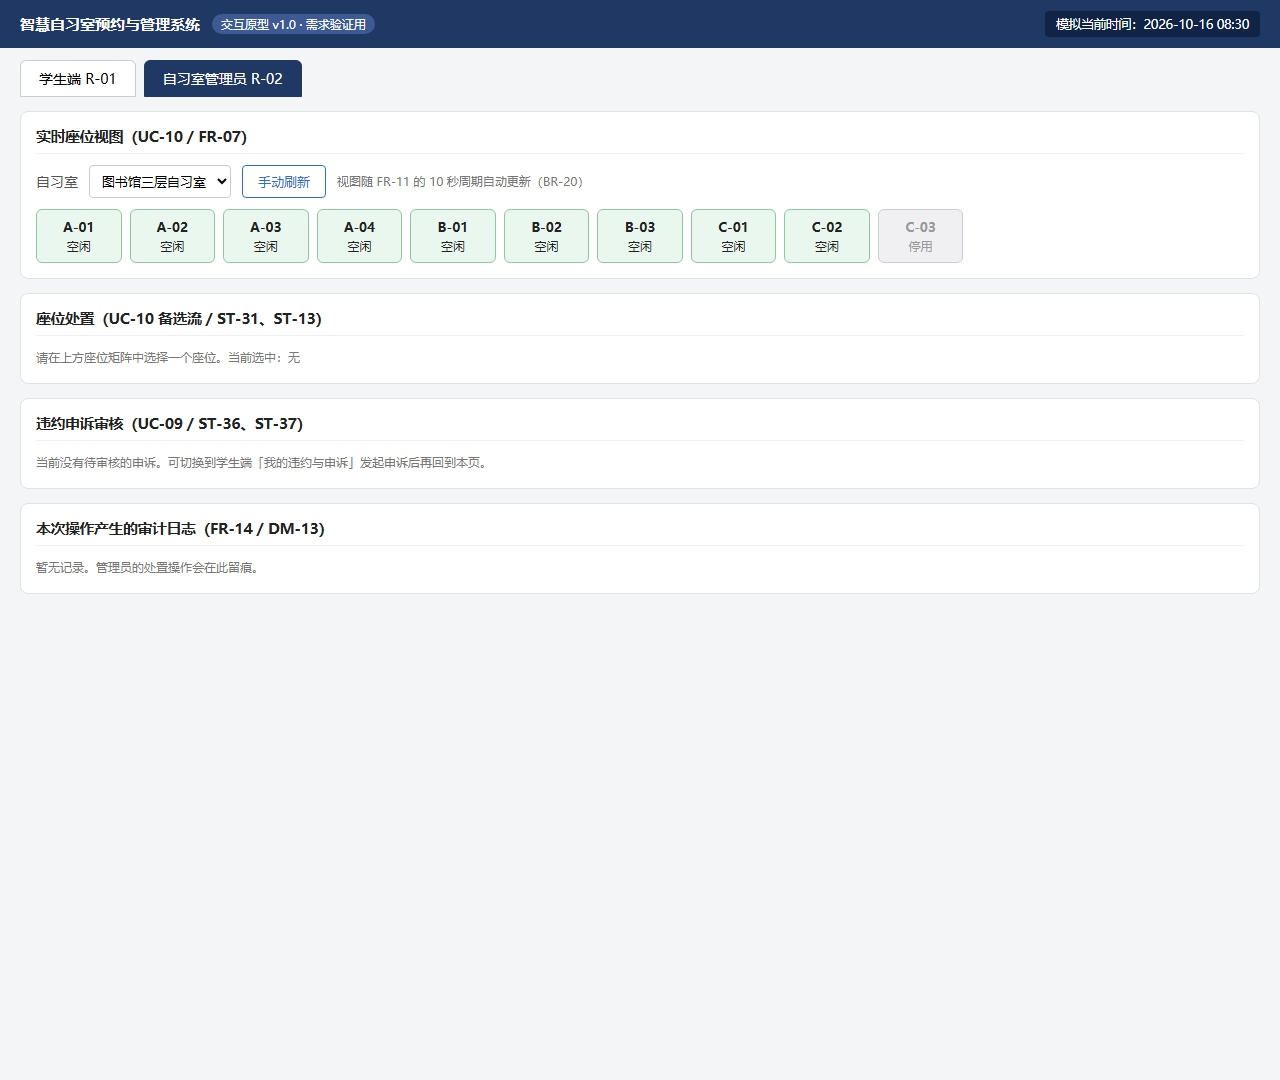 智慧自习室预约与管理系统 交互原型 v1.0 · 需求验证用 模拟当前时间：2026-10-16 08:30
学生端 R-01 自习室管理员 R-02
实时座位视图（UC-10 / FR-07）
自习室 图书馆三层自习室 手动刷新 视图随 FR-11 的 10 秒周期自动更新（BR-20）
A-01 A-02 A-03 A-04 B-01 B-02 B-03 C-01 C-02 C-03
空闲 空闲 空闲 空闲 空闲 空闲 空闲 空闲 空闲 停用
座位处置（UC-10 备选流 / ST-31、ST-13）
请在上方座位矩阵中选择一个座位。当前选中：无
违约申诉审核（UC-09 / ST-36、ST-37）
当前没有待审核的申诉。可切换到学生端「我的违约与申诉」发起申诉后再回到本页。
本次操作产生的审计日志（FR-14 / DM-13）
暂无记录。管理员的处置操作会在此留痕。